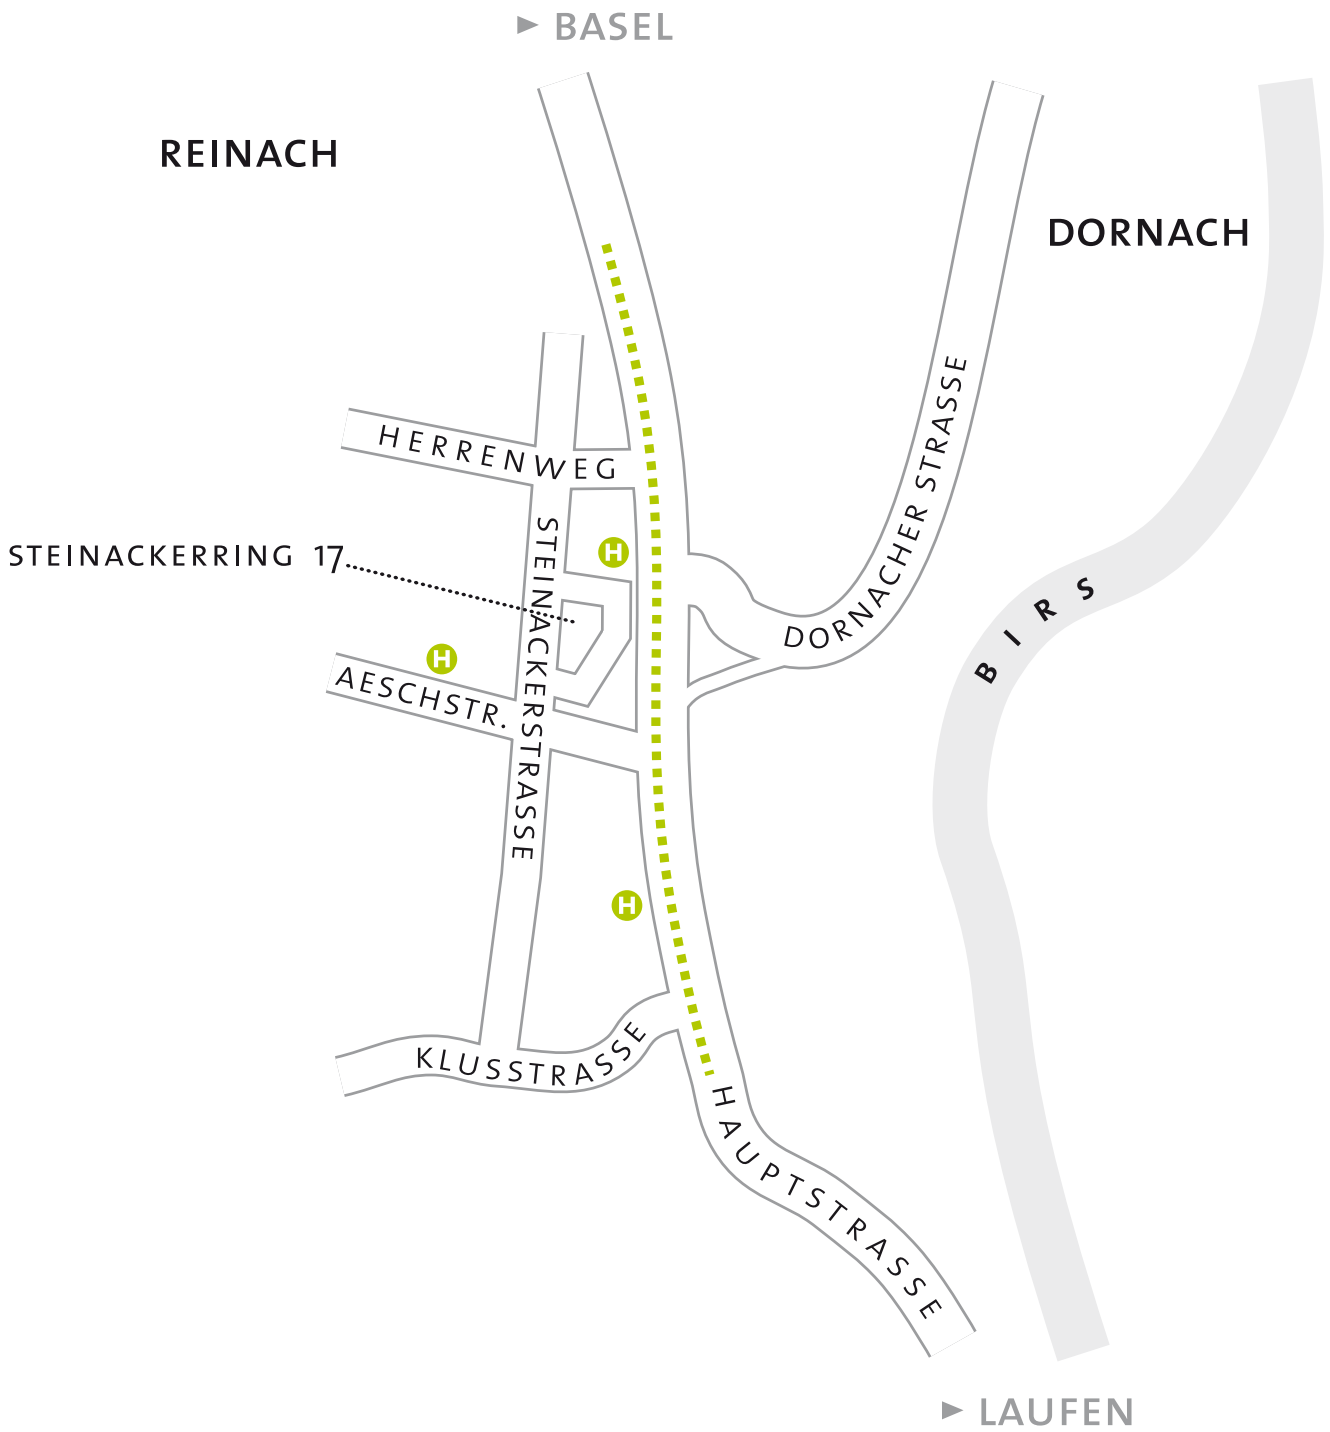 ► BASEL
REINACH
DORNACH
DORNACHER STRASSE
HERRENWEG
STEINACKERSTRASSE
STEINACKERRING 17
H
BIRS
H
AESCHSTR.
H
KLUSSTRASSE
HAUPTSTRASSE
► LAUFEN